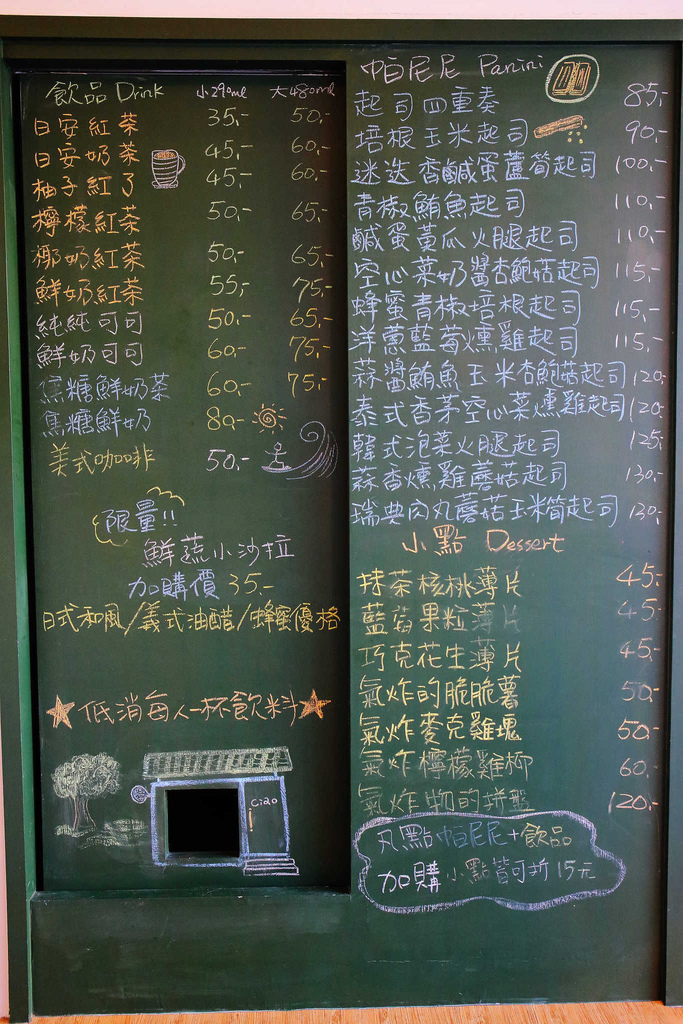 飲品 Drink 小290ml 大480ml
日安紅茶 35,- 50,-
日安奶茶 45,- 60,-
柚子紅了 45,- 60,-
檸檬紅茶 50,- 65,-
椰奶紅茶 50,- 65,-
鮮奶紅茶 55,- 75,-
純純可可 50,- 65,-
鮮奶可可 60,- 75,-
焦糖鮮奶茶 60,- 75,-
焦糖鮮奶 80,-
美式咖啡 50,-
限量!!
鮮蔬小沙拉
加購價 35,-
日式和風/義式油醋/蜂蜜優格
低消每人一杯飲料
ciao
帕尼尼 Panini
起司四重奏 85,-
培根玉米起司 90,-
迷迭香鹹蛋蘆筍起司 100,-
青椒鮪魚起司 110,-
鹹蛋黃瓜火腿起司 110,-
空心菜奶醬杏鮑菇起司 115,-
蜂蜜青椒培根起司 115,-
洋蔥藍莓燻雞起司 115,-
蒜醬鮪魚玉米杏鮑菇起司 120,-
泰式香茅空心菜燻雞起司 120,-
韓式泡菜火腿起司 125,-
蒜香燻雞蘑菇起司 130,-
瑞典肉丸蘑菇玉米筍起司 130,-
小點 Dessert
抹茶核桃薄片 45,-
藍莓果粒薄片 45,-
巧克花生薄片 45,-
氣炸的脆脆薯 50,-
氣炸麥克雞塊 50,-
氣炸檸檬雞柳 60,-
氣炸物的拼盤 120,-
凡點帕尼尼+飲品
加購小點皆可折15元